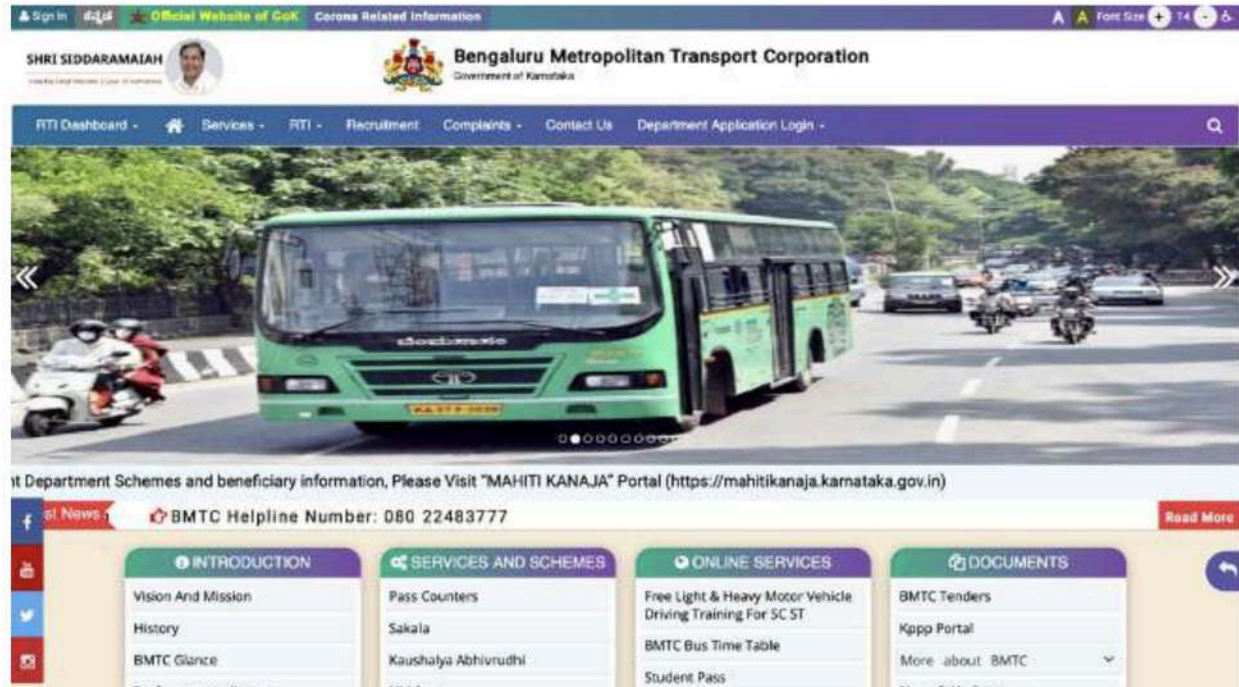 Sign In ಕನ್ನಡ Official Website of GoK Corona Related Information A A Font Size + 14 -
SHRI SIDDARAMAIAH
Bengaluru Metropolitan Transport Corporation
Government of Karnataka
RTI Dashboard Services RTI Recruitment Complaints Contact Us Department Application Login
nt Department Schemes and beneficiary information, Please Visit "MAHITI KANAJA" Portal (https://mahitikanaja.karnataka.gov.in)
st News BMTC Helpline Number: 080 22483777 Read More
INTRODUCTION
Vision And Mission
History
BMTC Glance
SERVICES AND SCHEMES
Pass Counters
Sakala
Kaushalya Abhivrudhi
ONLINE SERVICES
Free Light & Heavy Motor Vehicle
Driving Training For SC ST
BMTC Bus Time Table
Student Pass
DOCUMENTS
BMTC Tenders
Kppp Portal
More about BMTC